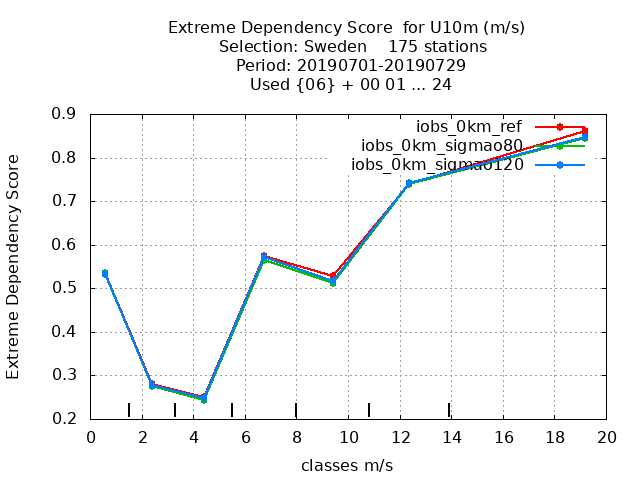 Extreme Dependency Score  for U10m (m/s)
Selection: Sweden    175 stations
Period: 20190701-20190729
Used {06} + 00 01 ... 24
iobs_0km_ref
iobs_0km_sigmao80
iobs_0km_sigmao120
Extreme Dependency Score
0.9
0.8
0.7
0.6
0.5
0.4
0.3
0.2
0 2 4 6 8 10 12 14 16 18 20
classes m/s